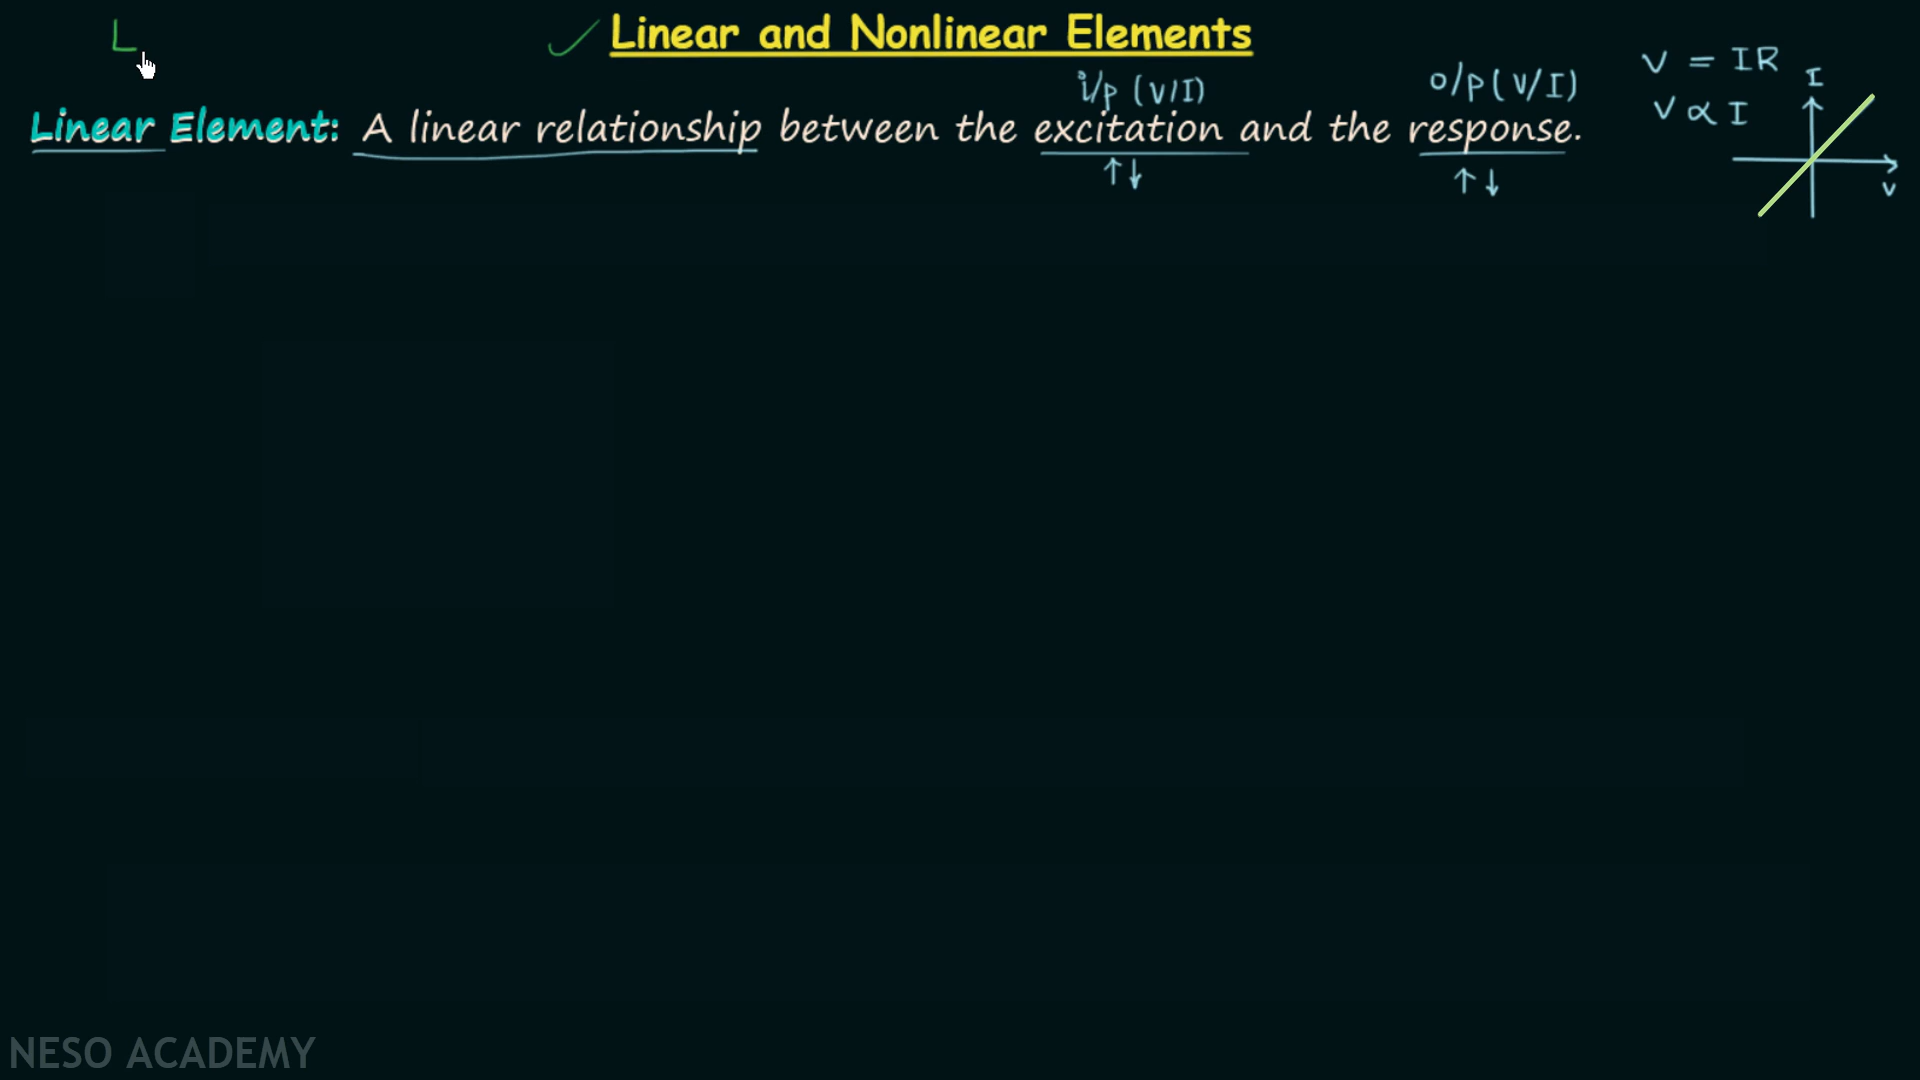 L
Linear and Nonlinear Elements
i/p (V/I)
o/p (V/I)
V = IR
V ∝ I
I
Linear Element: A linear relationship between the excitation and the response.
↑↓
↑↓
V
NESO ACADEMY